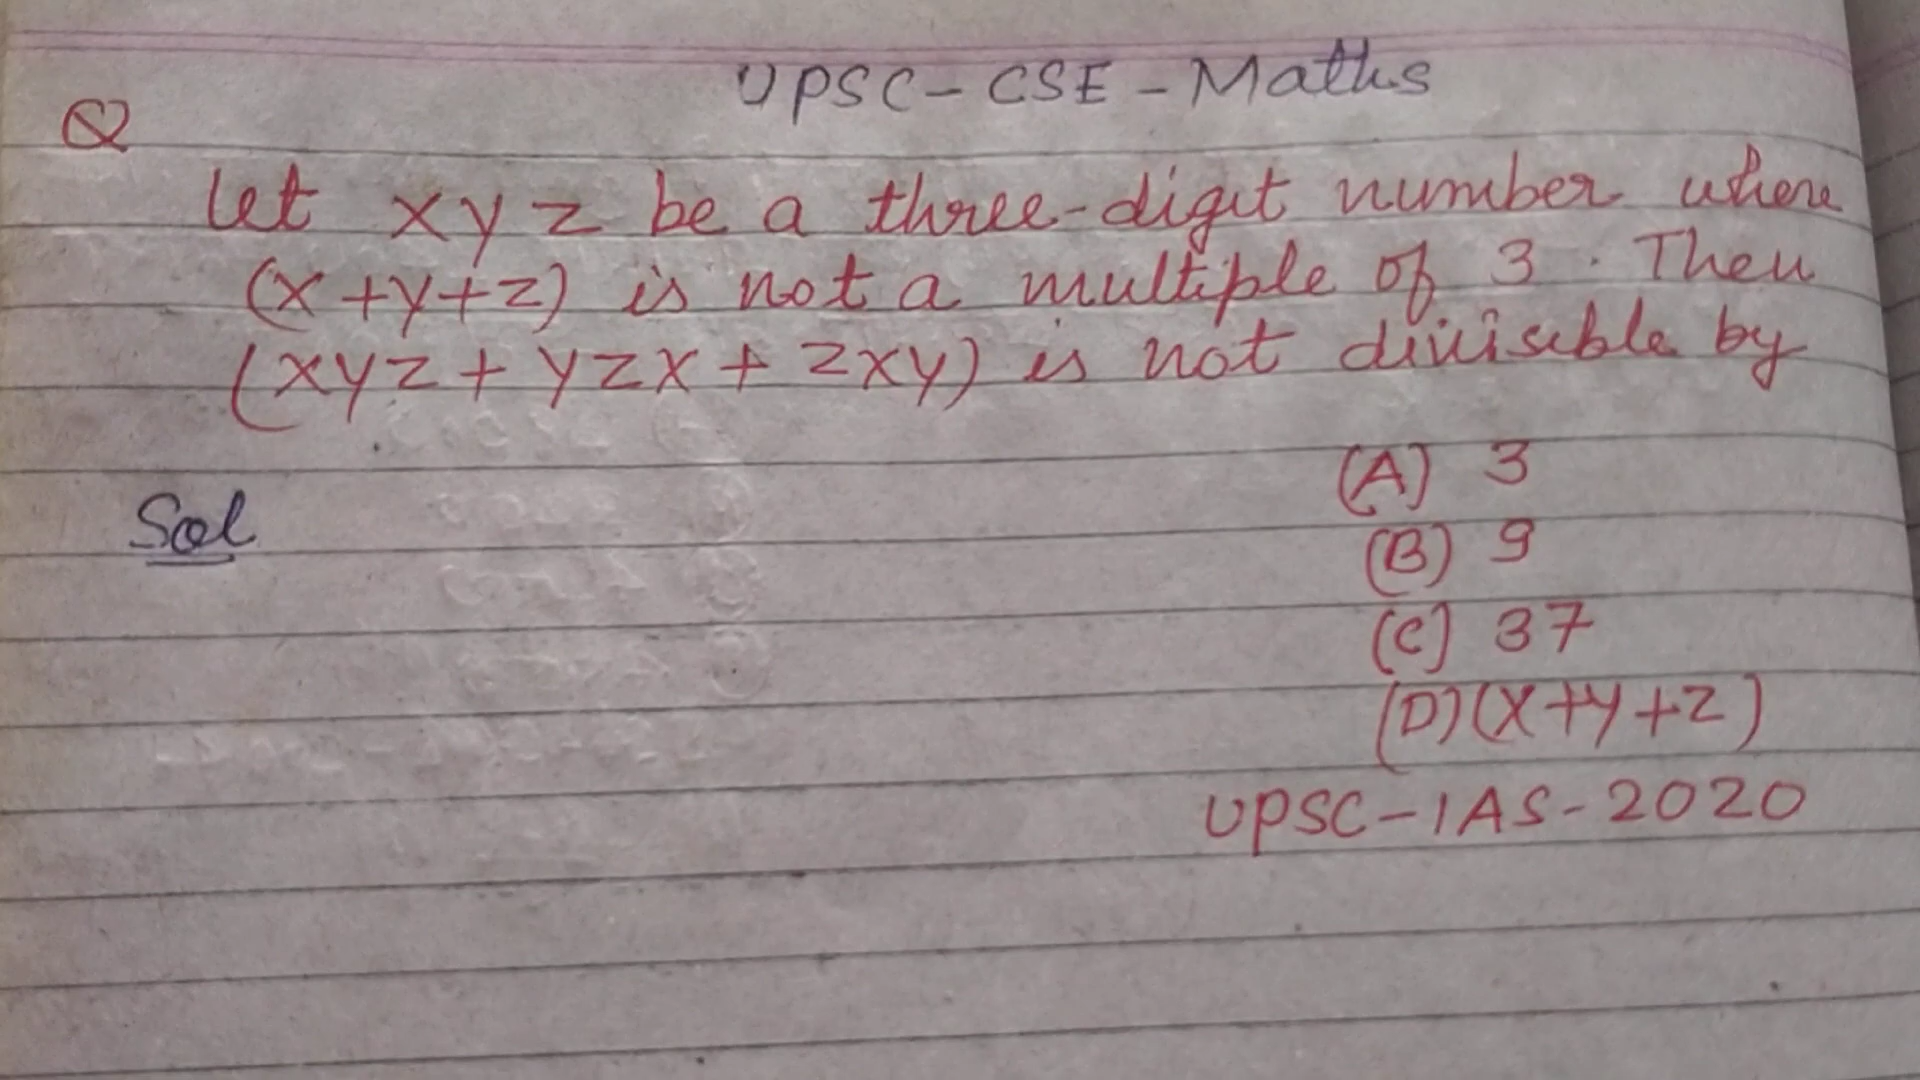 UPSC - CSE - Maths
Q
Let xyz be a three-digit number where
(x+y+z) is not a multiple of 3. Then
(xyz + yzx + zxy) is not divisible by
(A) 3
Sol
(B) 9
(C) 37
(D) (x+y+z)
UPSC-IAS-2020